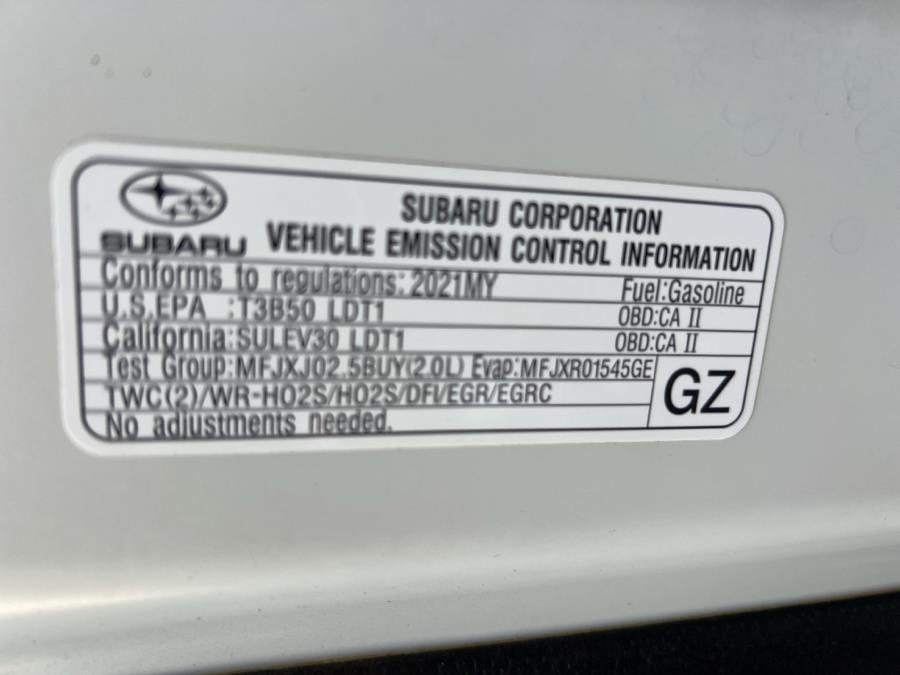 SUBARU
SUBARU CORPORATION
VEHICLE EMISSION CONTROL INFORMATION
Conforms to regulations: 2021MY Fuel:Gasoline
U.S.EPA :T3B50 LDT1 OBD:CA II
California:SULEV30 LDT1 OBD:CA II
Test Group:MFJXJ02.5BUY(2.0L) Evap:MFJXR01545GE
TWC(2)/WR-HO2S/HO2S/DFI/EGR/EGRC
No adjustments needed.
GZ